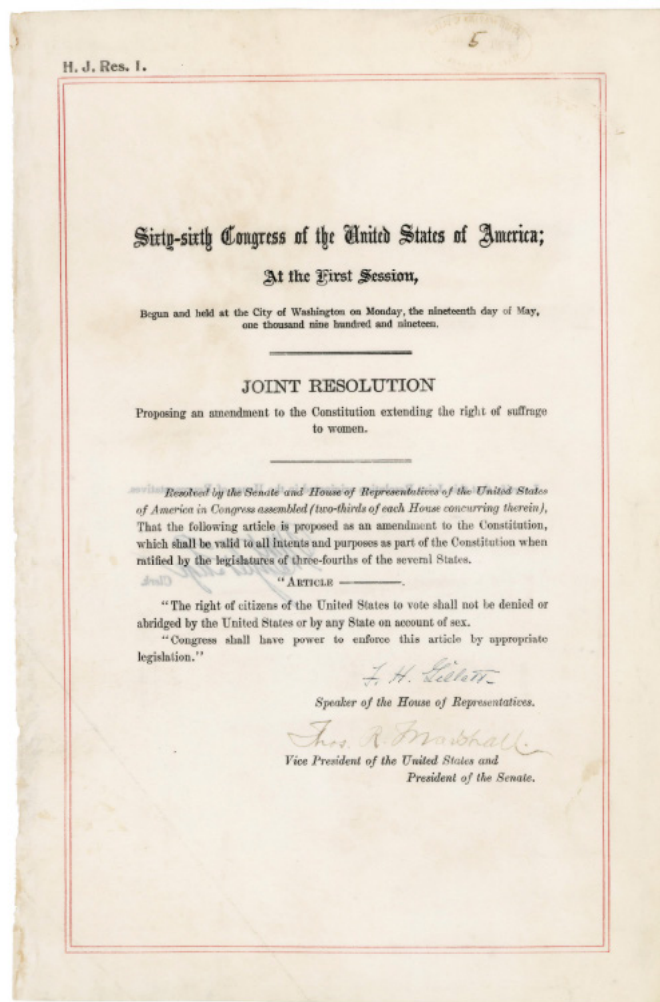 5
H. J. Res. 1.
Sixty-sixth Congress of the United States of America;
At the First Session,
Begun and held at the City of Washington on Monday, the nineteenth day of May,
one thousand nine hundred and nineteen.
JOINT RESOLUTION
Proposing an amendment to the Constitution extending the right of suffrage
to women.
Resolved by the Senate and House of Representatives of the United States
of America in Congress assembled (two-thirds of each House concurring therein),
That the following article is proposed as an amendment to the Constitution,
which shall be valid to all intents and purposes as part of the Constitution when
ratified by the legislatures of three-fourths of the several States.
"ARTICLE ———.
"The right of citizens of the United States to vote shall not be denied or
abridged by the United States or by any State on account of sex.
"Congress shall have power to enforce this article by appropriate
legislation."
F. H. Gillett
Speaker of the House of Representatives.
Thos. R. Marshall.
Vice President of the United States and
President of the Senate.